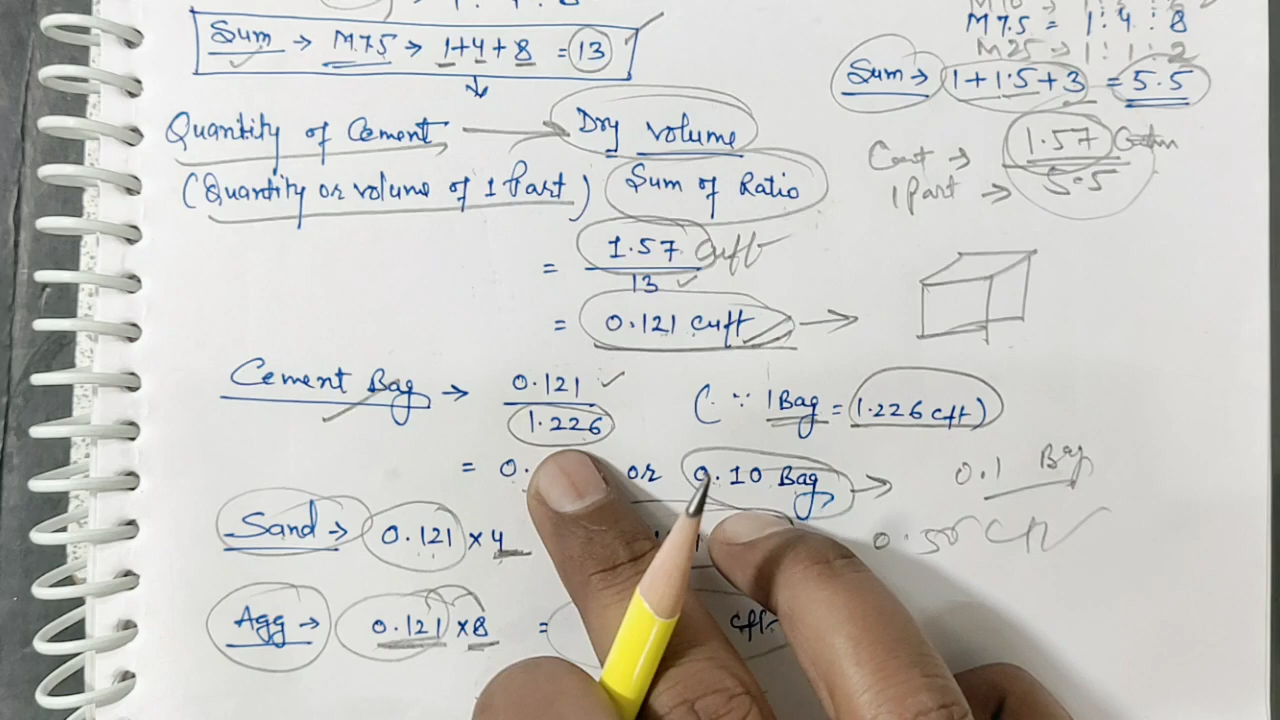 M7.5 = 1 : 4 : 8
M25 → 1 : 1 : 2
Sum → M7.5 → 1+4+8 = 13
Sum → 1+1.5+3 = 5.5
Quantity of Cement → Dry volume
(Quantity or volume of 1 Part) Sum of Ratio
1 Part → 1.57
5.5
= 1.57 cuft
13
= 0.121 cuft
Cement Bag → 0.121
1.226
(∵ 1 Bag = 1.226 cft)
= 0. or 0.10 Bag → 0.1 Bag
Sand → 0.121 × 4
Agg → 0.121 × 8 = cft